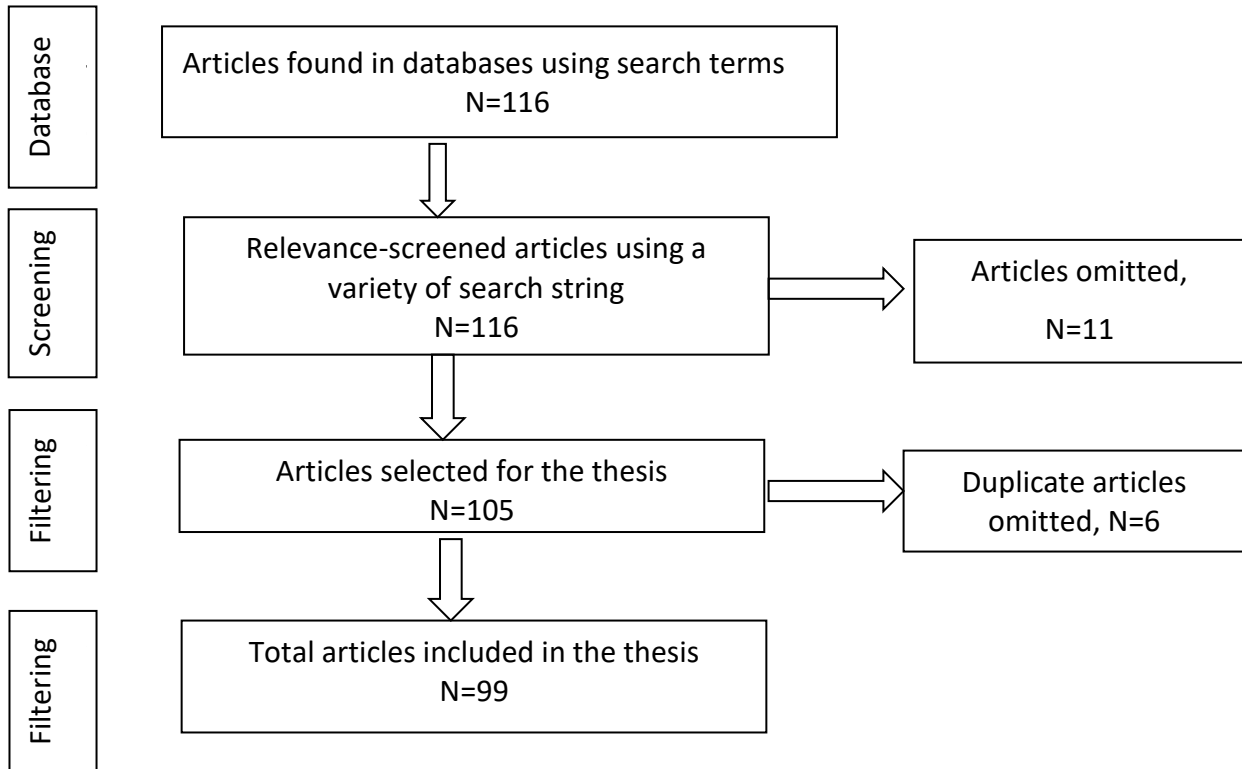 Database
Articles found in databases using search terms
N=116
Screening
Relevance-screened articles using a
variety of search string
N=116
Articles omitted,
N=11
Filtering
Articles selected for the thesis
N=105
Duplicate articles
omitted, N=6
Filtering
Total articles included in the thesis
N=99